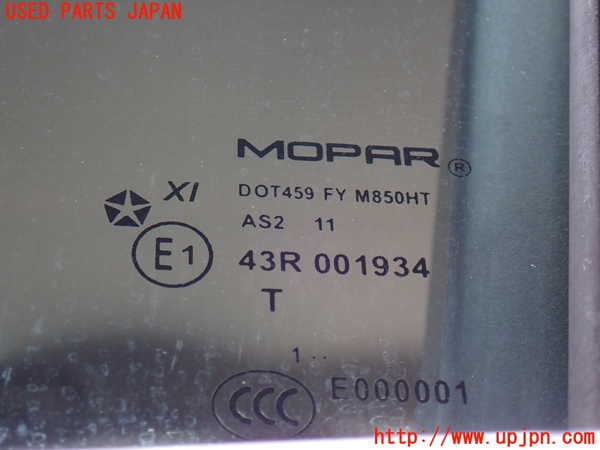 USED PARTS JAPAN
MOPAR®
XI DOT459 FY M850HT
AS2 11
E1 43R 001934
T
1..
CCC E000001
http://www.upjpn.com/